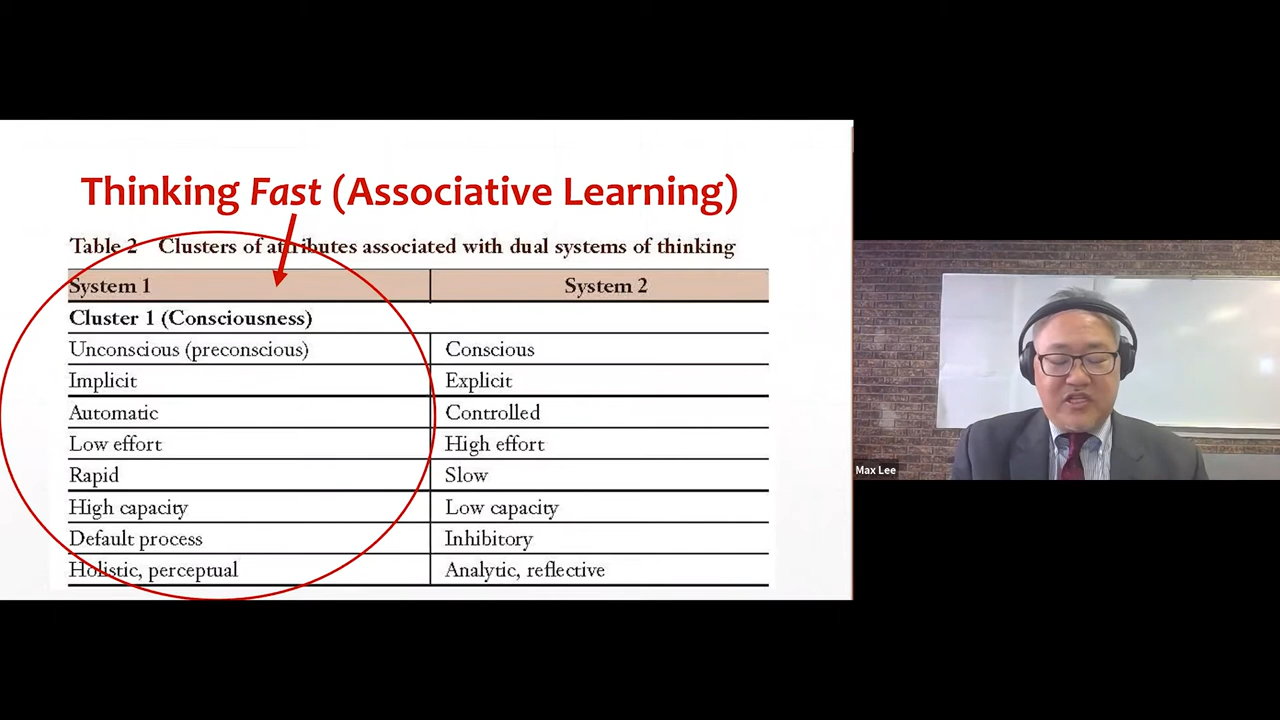 Thinking Fast (Associative Learning)
Table 2 Clusters of attributes associated with dual systems of thinking
System 1 System 2
Cluster 1 (Consciousness)
Unconscious (preconscious) Conscious
Implicit Explicit
Automatic Controlled
Low effort High effort
Rapid Slow
High capacity Low capacity
Default process Inhibitory
Holistic, perceptual Analytic, reflective
Max Lee